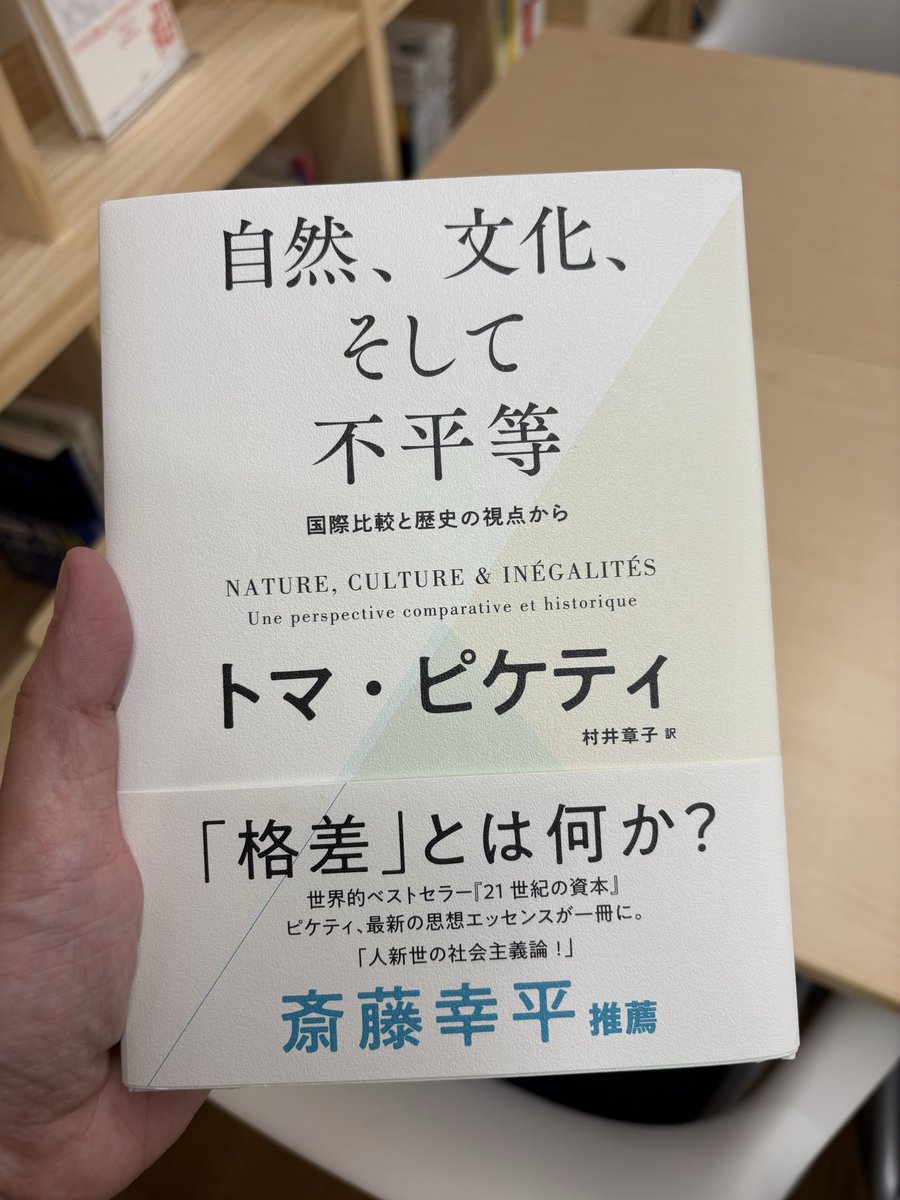 自然、文化、
そして
不平等
国際比較と歴史の視点から
NATURE, CULTURE & INÉGALITÉS
Une perspective comparative et historique
トマ・ピケティ
村井章子 訳
「格差」とは何か?
世界的ベストセラー『21世紀の資本』
ピケティ、最新の思想エッセンスが一冊に。
「人新世の社会主義論!」
斎藤幸平 推薦